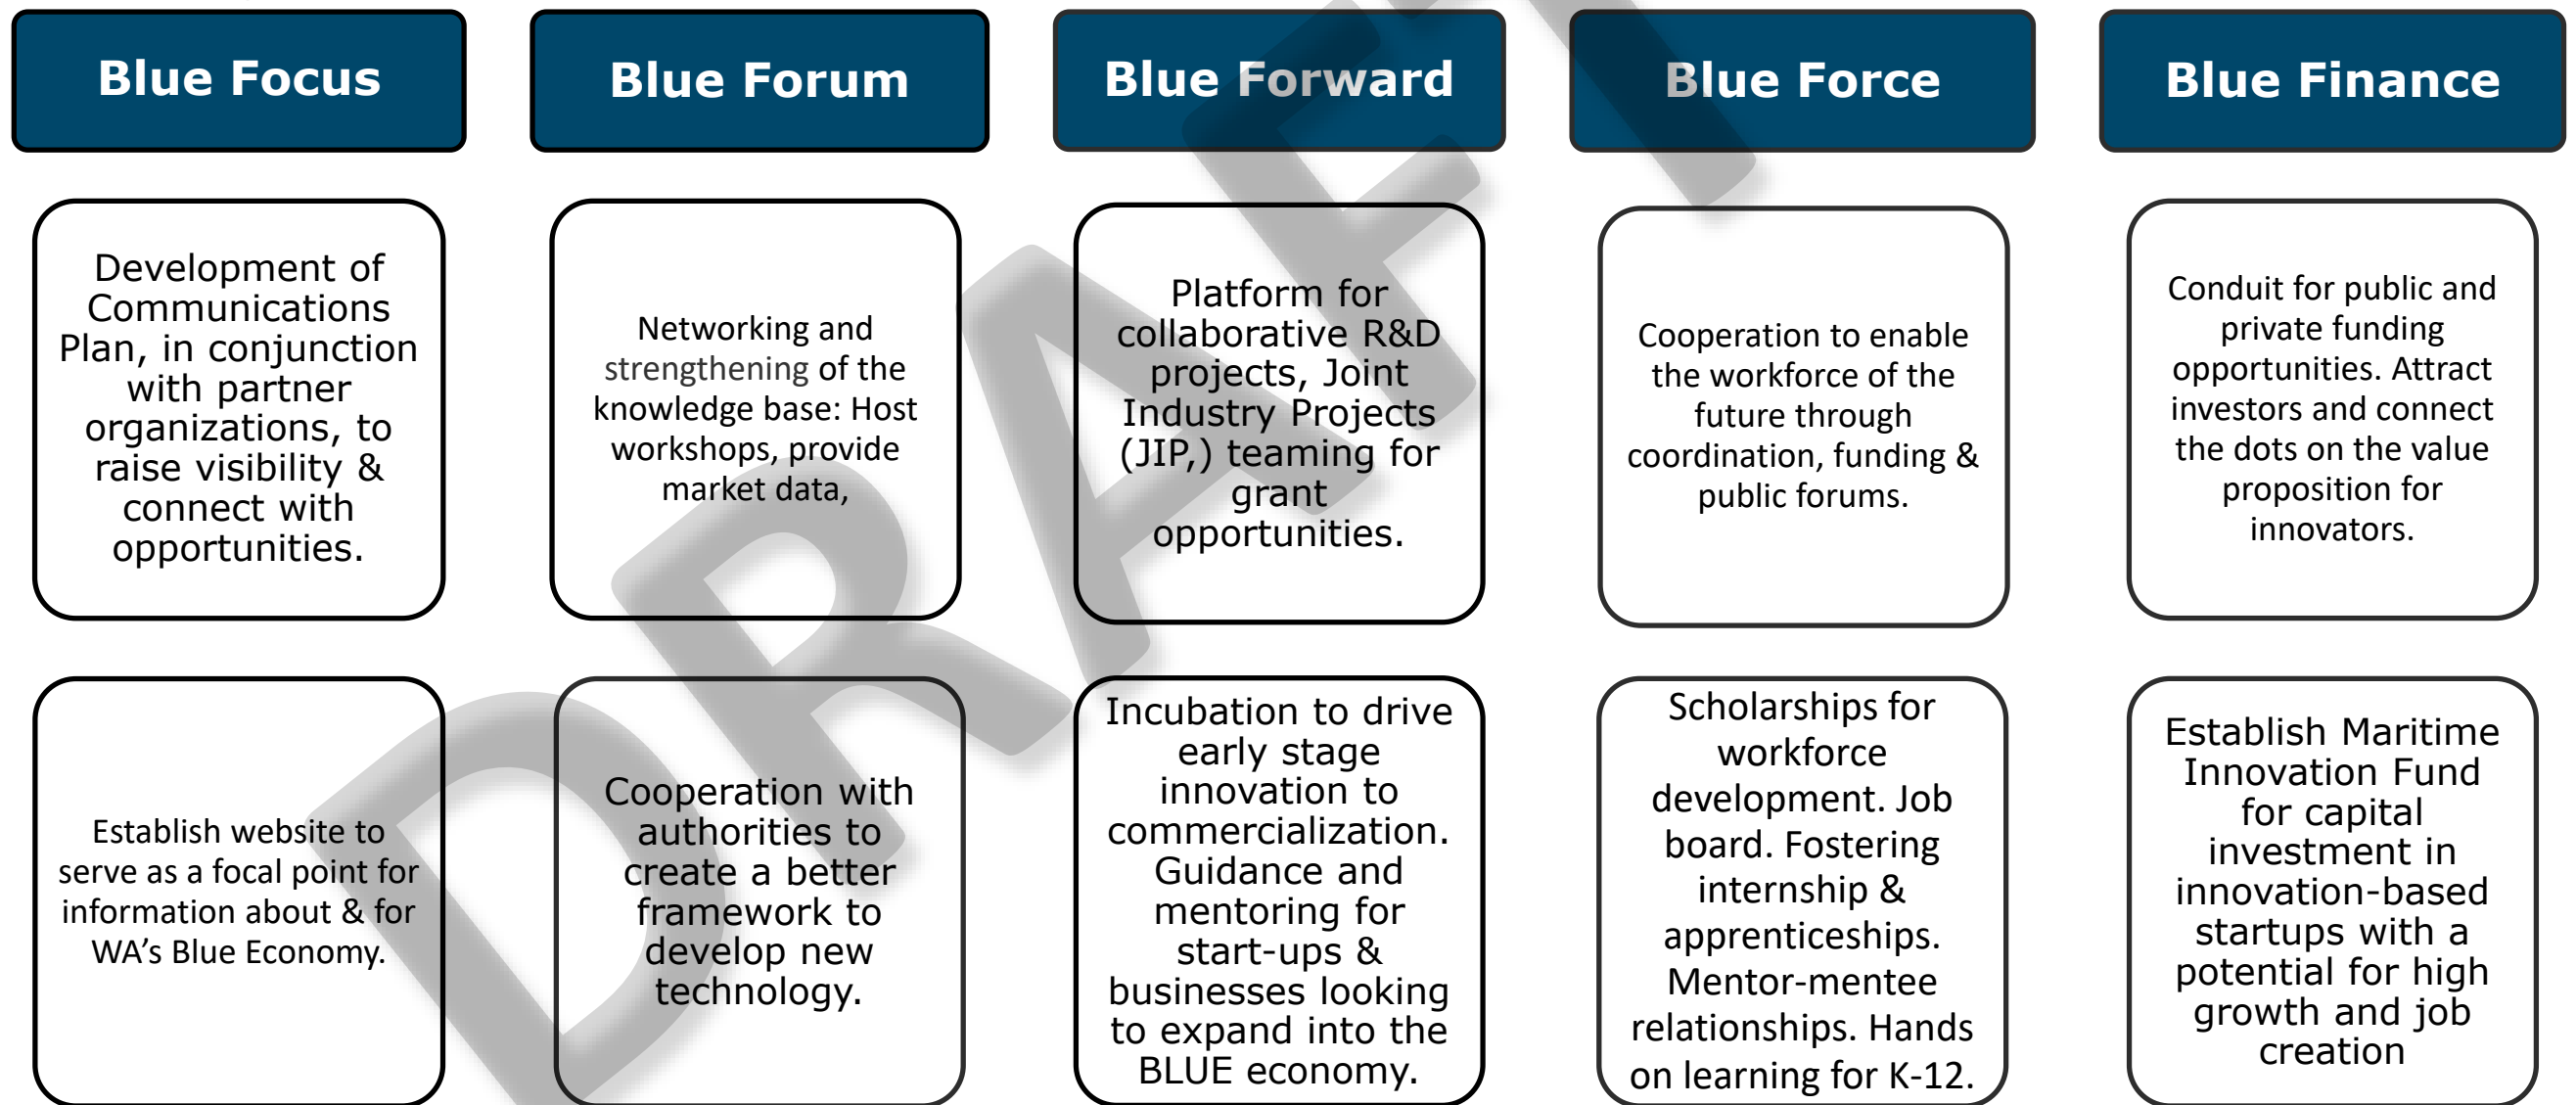 Blue Focus
Blue Forum
Blue Forward
Blue Force
Blue Finance
Development of
Communications
Plan, in conjunction
with partner
organizations, to
raise visibility &
connect with
opportunities.
Networking and
strengthening of the
knowledge base: Host
workshops, provide
market data,
Platform for
collaborative R&D
projects, Joint
Industry Projects
(JIP,) teaming for
grant
opportunities.
Cooperation to enable
the workforce of the
future through
coordination, funding &
public forums.
Conduit for public and
private funding
opportunities. Attract
investors and connect
the dots on the value
proposition for
innovators.
Establish website to
serve as a focal point for
information about & for
WA’s Blue Economy.
Cooperation with
authorities to
create a better
framework to
develop new
technology.
Incubation to drive
early stage
innovation to
commercialization.
Guidance and
mentoring for
start-ups &
businesses looking
to expand into the
BLUE economy.
Scholarships for
workforce
development. Job
board. Fostering
internship &
apprenticeships.
Mentor-mentee
relationships. Hands
on learning for K-12.
Establish Maritime
Innovation Fund
for capital
investment in
innovation-based
startups with a
potential for high
growth and job
creation
DRAFT